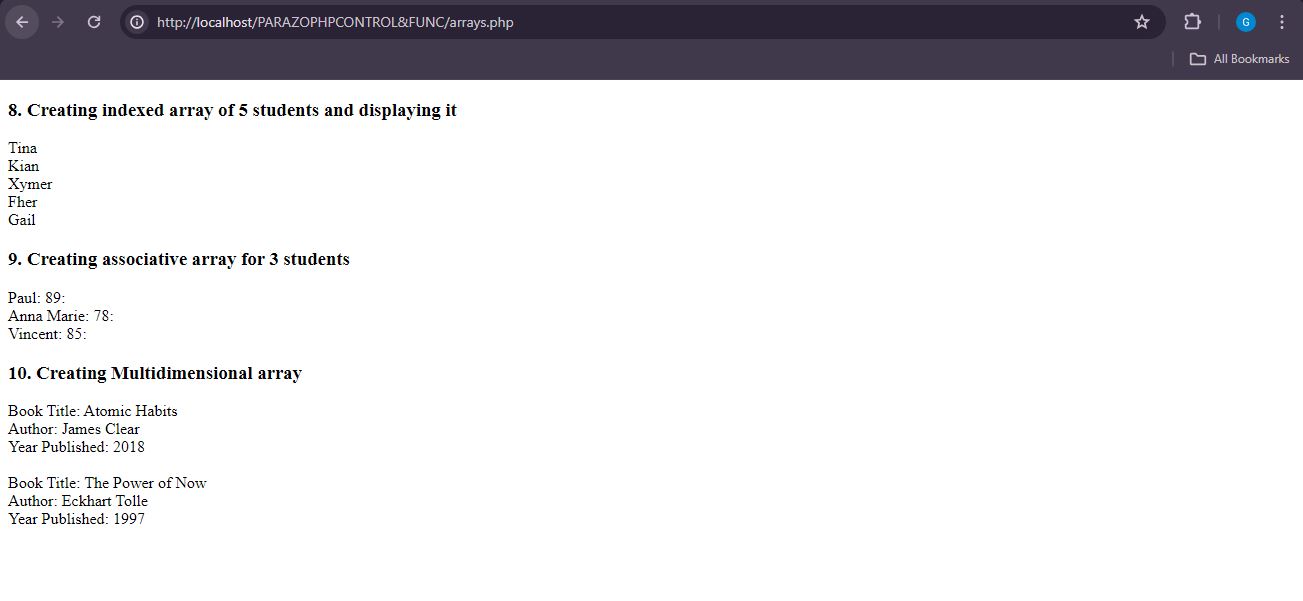 http://localhost/PARAZOPHPCONTROL&FUNC/arrays.php
G
All Bookmarks
8. Creating indexed array of 5 students and displaying it
Tina
Kian
Xymer
Fher
Gail
9. Creating associative array for 3 students
Paul: 89:
Anna Marie: 78:
Vincent: 85:
10. Creating Multidimensional array
Book Title: Atomic Habits
Author: James Clear
Year Published: 2018
Book Title: The Power of Now
Author: Eckhart Tolle
Year Published: 1997